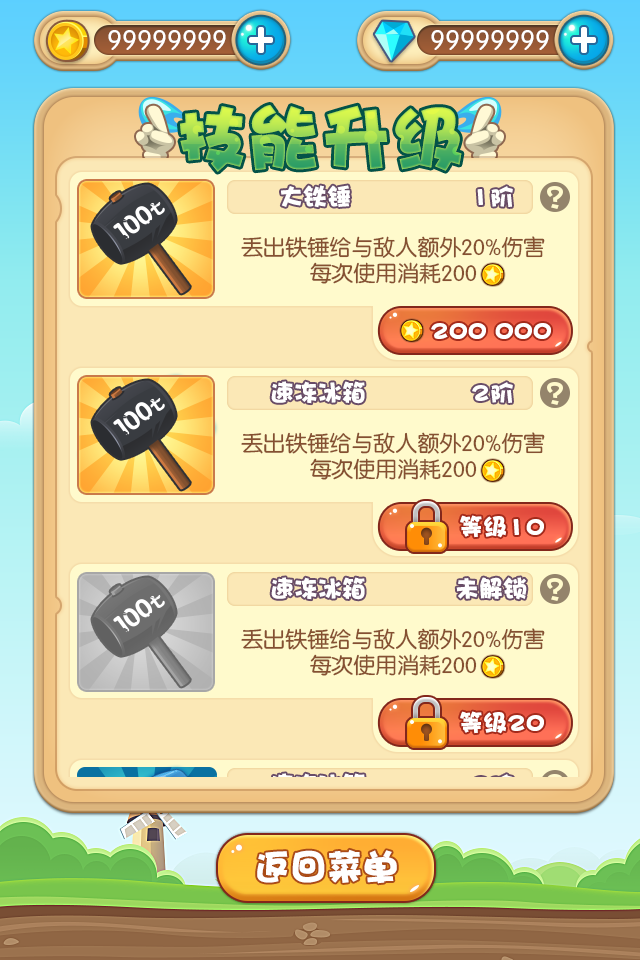 99999999
99999999
技能升级
100t
大铁锤 1阶 ?
丢出铁锤给与敌人额外20%伤害
每次使用消耗200
200 000
100t
速冻冰箱 2阶 ?
丢出铁锤给与敌人额外20%伤害
每次使用消耗200
等级10
100t
速冻冰箱 未解锁 ?
丢出铁锤给与敌人额外20%伤害
每次使用消耗200
等级20
返回菜单